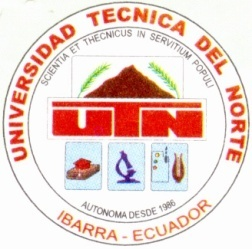 UNIVERSIDAD TECNICA DEL NORTE
SCIENTIA ET THECNICUS IN SERVITIUM POPULI
UTN
AUTONOMA DESDE 1986
IBARRA - ECUADOR